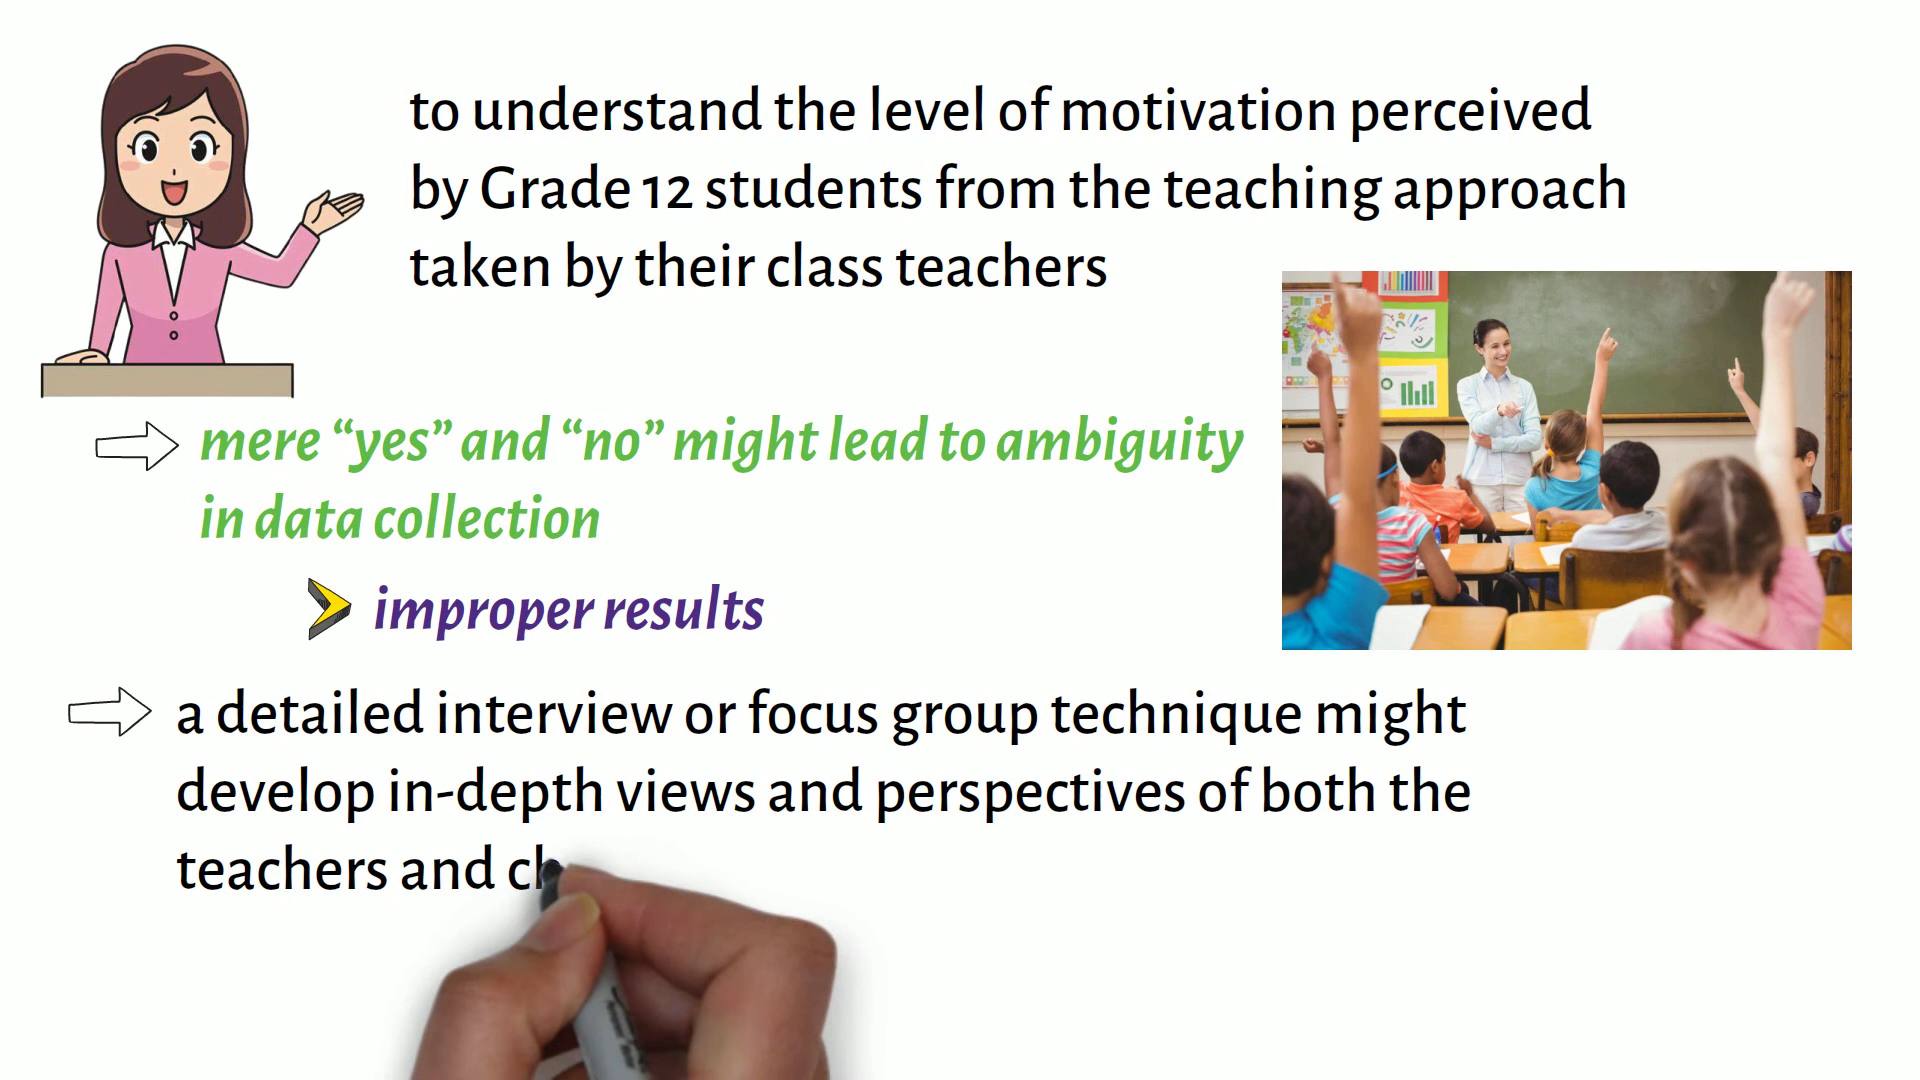 to understand the level of motivation perceived
by Grade 12 students from the teaching approach
taken by their class teachers
mere “yes” and “no” might lead to ambiguity
in data collection
improper results
a detailed interview or focus group technique might
develop in-depth views and perspectives of both the
teachers and